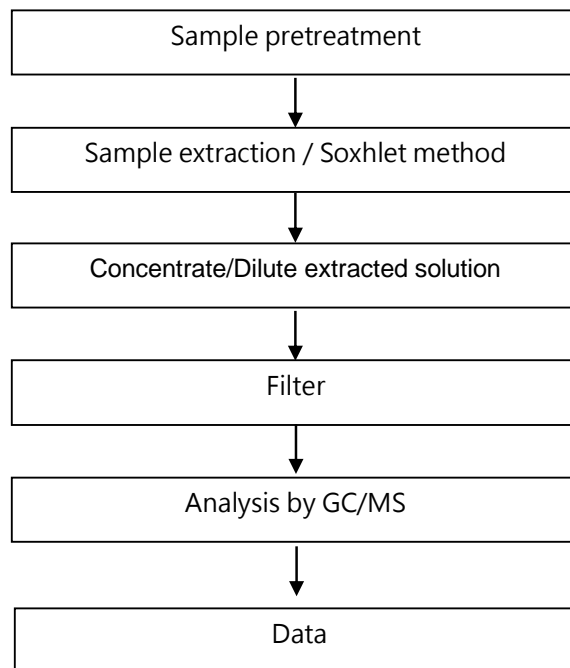 Sample pretreatment
Sample extraction / Soxhlet method
Concentrate/Dilute extracted solution
Filter
Analysis by GC/MS
Data